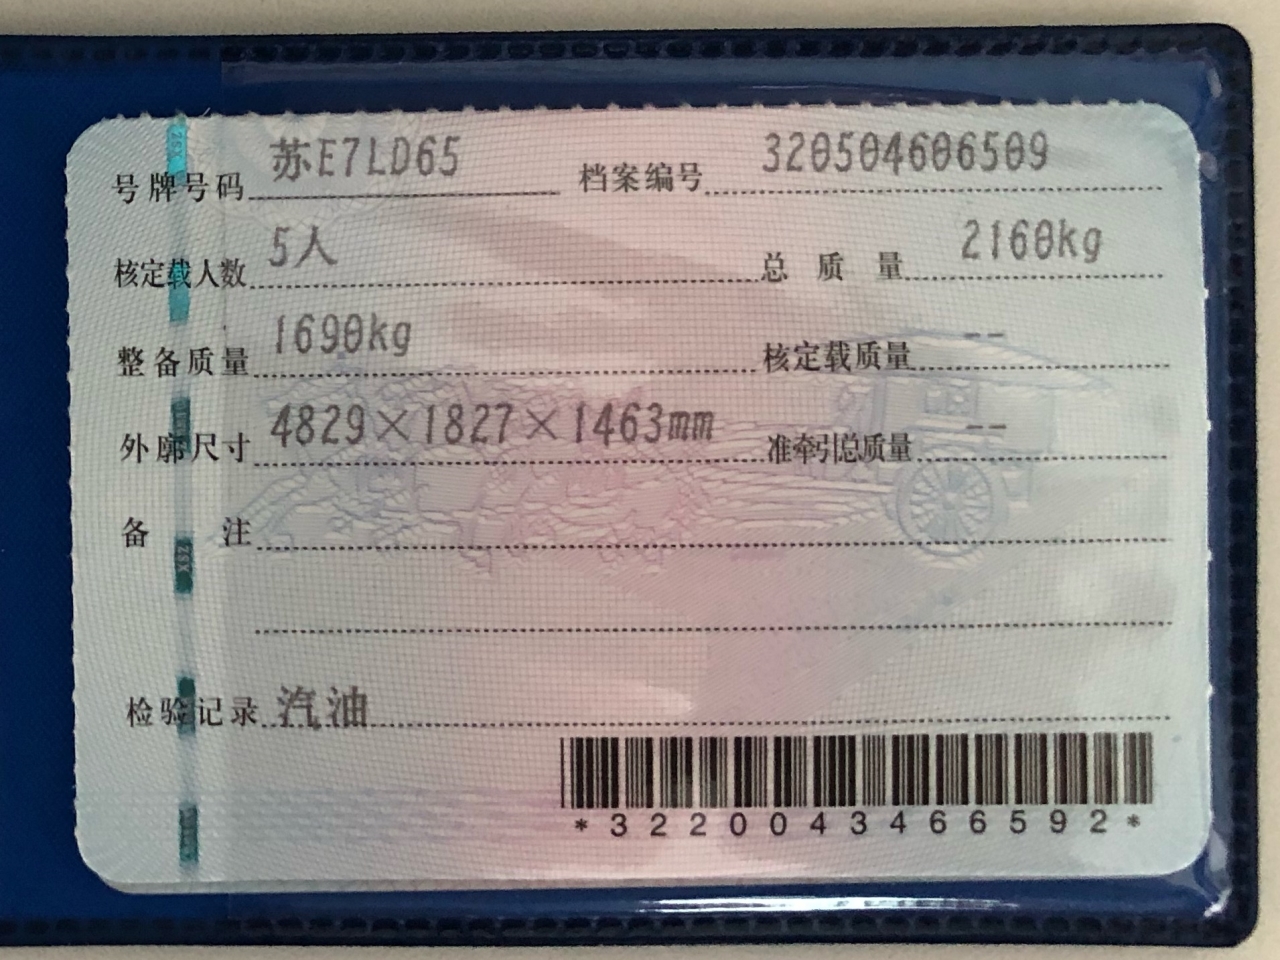 号牌号码 苏E7LD65 档案编号 320504606509
核定载人数 5人 总质量 2160kg
整备质量 1690kg 核定载质量 --
外廓尺寸 4829×1827×1463mm 准牵引总质量 --
备注
检验记录 汽油
*3220043466592*